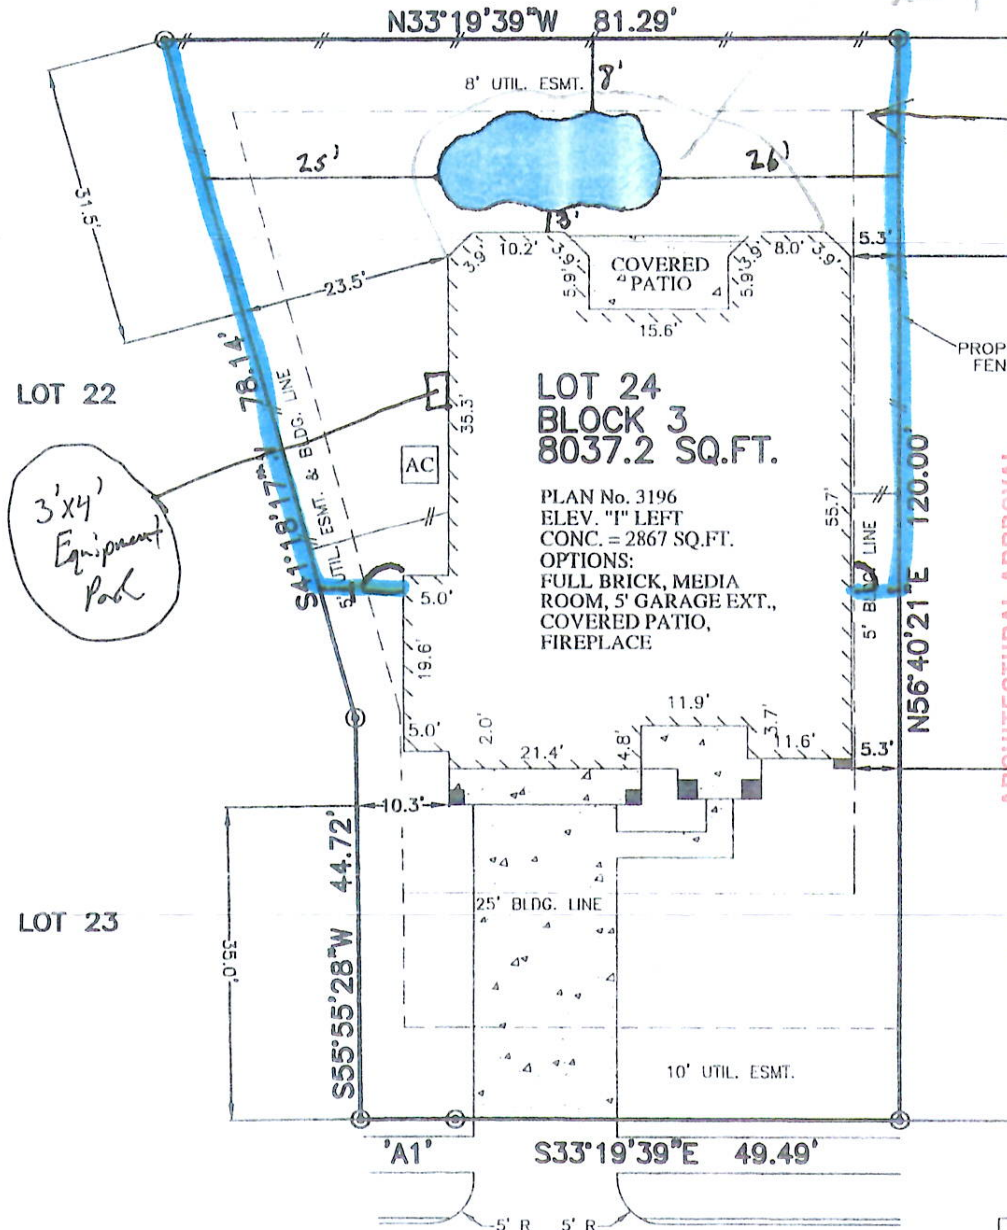 N33°19'39"W 81.29'
8' UTIL. ESMT.
8'
25'
26'
3'
31.5'
23.5'
3.9'
10.2'
3.9'
5.9'
COVERED
PATIO
15.6'
5.9'
3.9'
8.0'
3.9'
5.3'
PROP
FEN
LOT 22
78.14'
S41°18'17"W
5' UTIL. ESMT. & BLDG. LINE
35.3'
AC
3'x4'
Equipment
Pad
LOT 24
BLOCK 3
8037.2 SQ.FT.
PLAN No. 3196
ELEV. "I" LEFT
CONC. = 2867 SQ.FT.
OPTIONS:
FULL BRICK, MEDIA
ROOM, 5' GARAGE EXT.,
COVERED PATIO,
FIREPLACE
55.7'
5' BLDG LINE
N56°40'21"E 120.00'
ARCHITECTURAL APPROVAL
5.0'
19.6'
5.0'
2.0'
21.4'
4.8'
11.9'
3.7'
11.6'
5.3'
10.3'
LOT 23
35.0'
S55°55'28"W 44.72'
25' BLDG. LINE
10' UTIL. ESMT.
'A1'
S33°19'39"E 49.49'
5' R
5' R